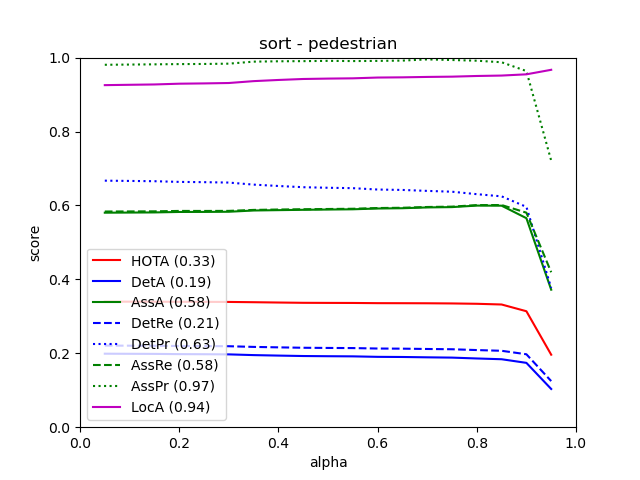 sort - pedestrian
1.0
0.8
0.6
0.4
0.2
0.0
score
HOTA (0.33)
DetA (0.19)
AssA (0.58)
DetRe (0.21)
DetPr (0.63)
AssRe (0.58)
AssPr (0.97)
LocA (0.94)
0.0 0.2 0.4 0.6 0.8 1.0
alpha